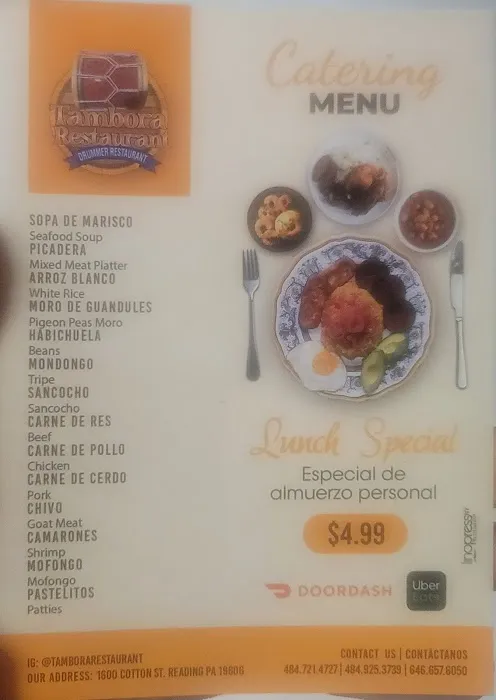 Tambora
Restaurant
DRUMMER RESTAURANT
Catering
MENU
SOPA DE MARISCO
Seafood Soup
PICADERA
Mixed Meat Platter
ARROZ BLANCO
White Rice
MORO DE GUANDULES
Pigeon Peas Moro
HABICHUELA
Beans
MONDONGO
Tripe
SANCOCHO
Sancocho
CARNE DE RES
Beef
CARNE DE POLLO
Chicken
CARNE DE CERDO
Pork
CHIVO
Goat Meat
CAMARONES
Shrimp
MOFONGO
Mofongo
PASTELITOS
Patties
Lunch Special
Especial de
almuerzo personal
$4.99
DOORDASH
Uber
Eats
IG: @TAMBORARESTAURANT
OUR ADDRESS: 1600 COTTON ST. READING PA 19606
CONTACT US | CONTÁCTANOS
484.721.4727 | 484.925.3739 | 646.657.6050